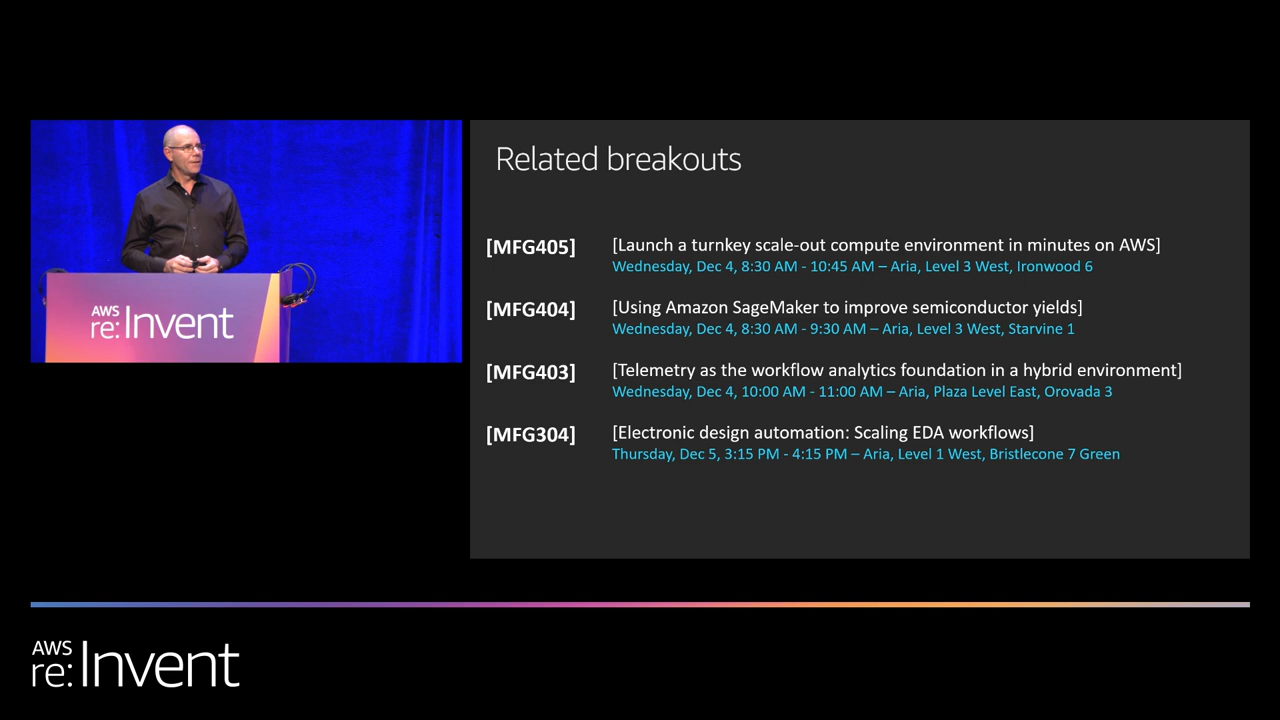 AWS
re:Invent
Related breakouts
[MFG405]
[Launch a turnkey scale-out compute environment in minutes on AWS]
Wednesday, Dec 4, 8:30 AM - 10:45 AM – Aria, Level 3 West, Ironwood 6
[MFG404]
[Using Amazon SageMaker to improve semiconductor yields]
Wednesday, Dec 4, 8:30 AM - 9:30 AM – Aria, Level 3 West, Starvine 1
[MFG403]
[Telemetry as the workflow analytics foundation in a hybrid environment]
Wednesday, Dec 4, 10:00 AM - 11:00 AM – Aria, Plaza Level East, Orovada 3
[MFG304]
[Electronic design automation: Scaling EDA workflows]
Thursday, Dec 5, 3:15 PM - 4:15 PM – Aria, Level 1 West, Bristlecone 7 Green
AWS
re:Invent